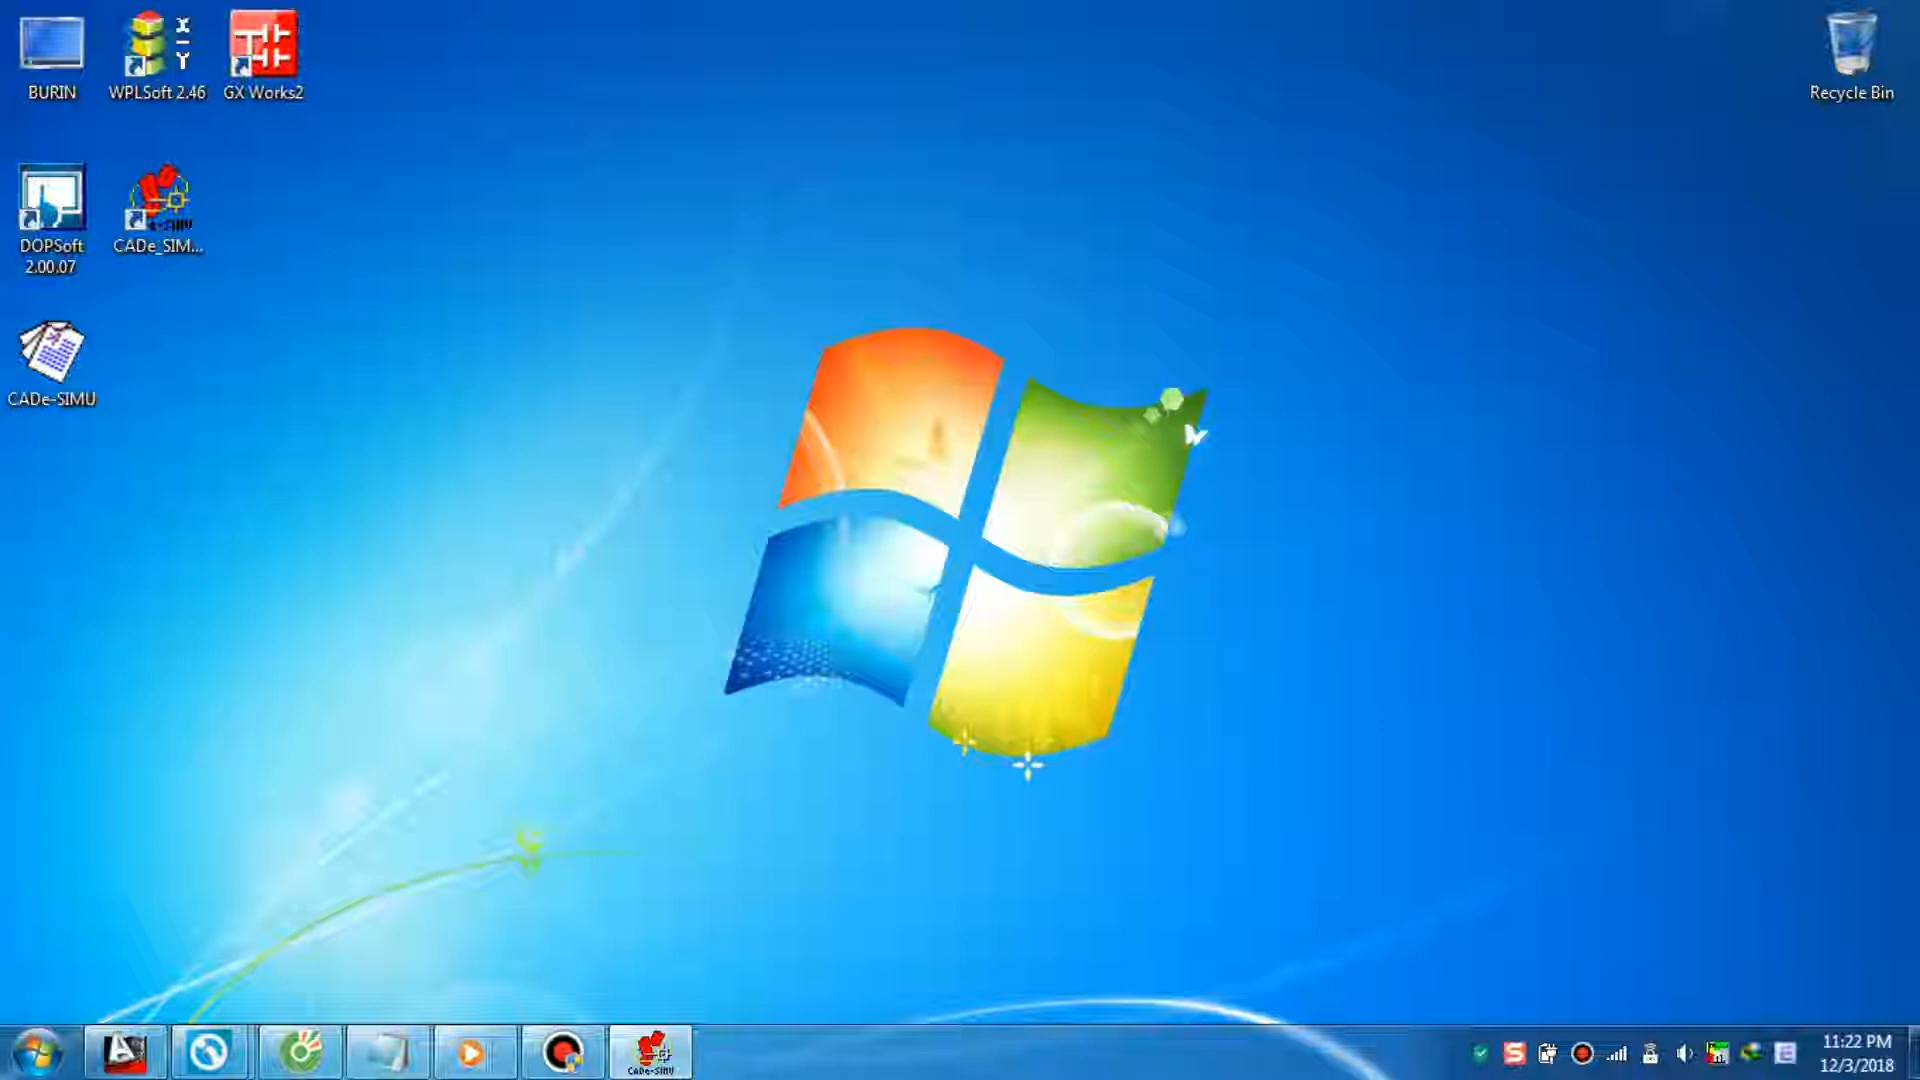 BURIN
WPLSoft 2.46
GX Works2
Recycle Bin
DOPSoft
2.00.07
CADe_SIM...
CADe-SIMU
CADe-SIMU
11:22 PM
12/3/2018